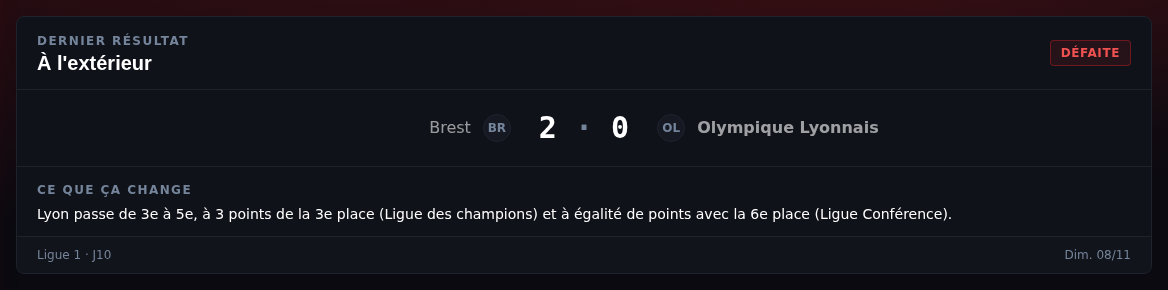 DERNIER RÉSULTAT
À l'extérieur
DÉFAITE
Brest BR 2 · 0 OL Olympique Lyonnais
CE QUE ÇA CHANGE
Lyon passe de 3e à 5e, à 3 points de la 3e place (Ligue des champions) et à égalité de points avec la 6e place (Ligue Conférence).
Ligue 1 · J10
Dim. 08/11